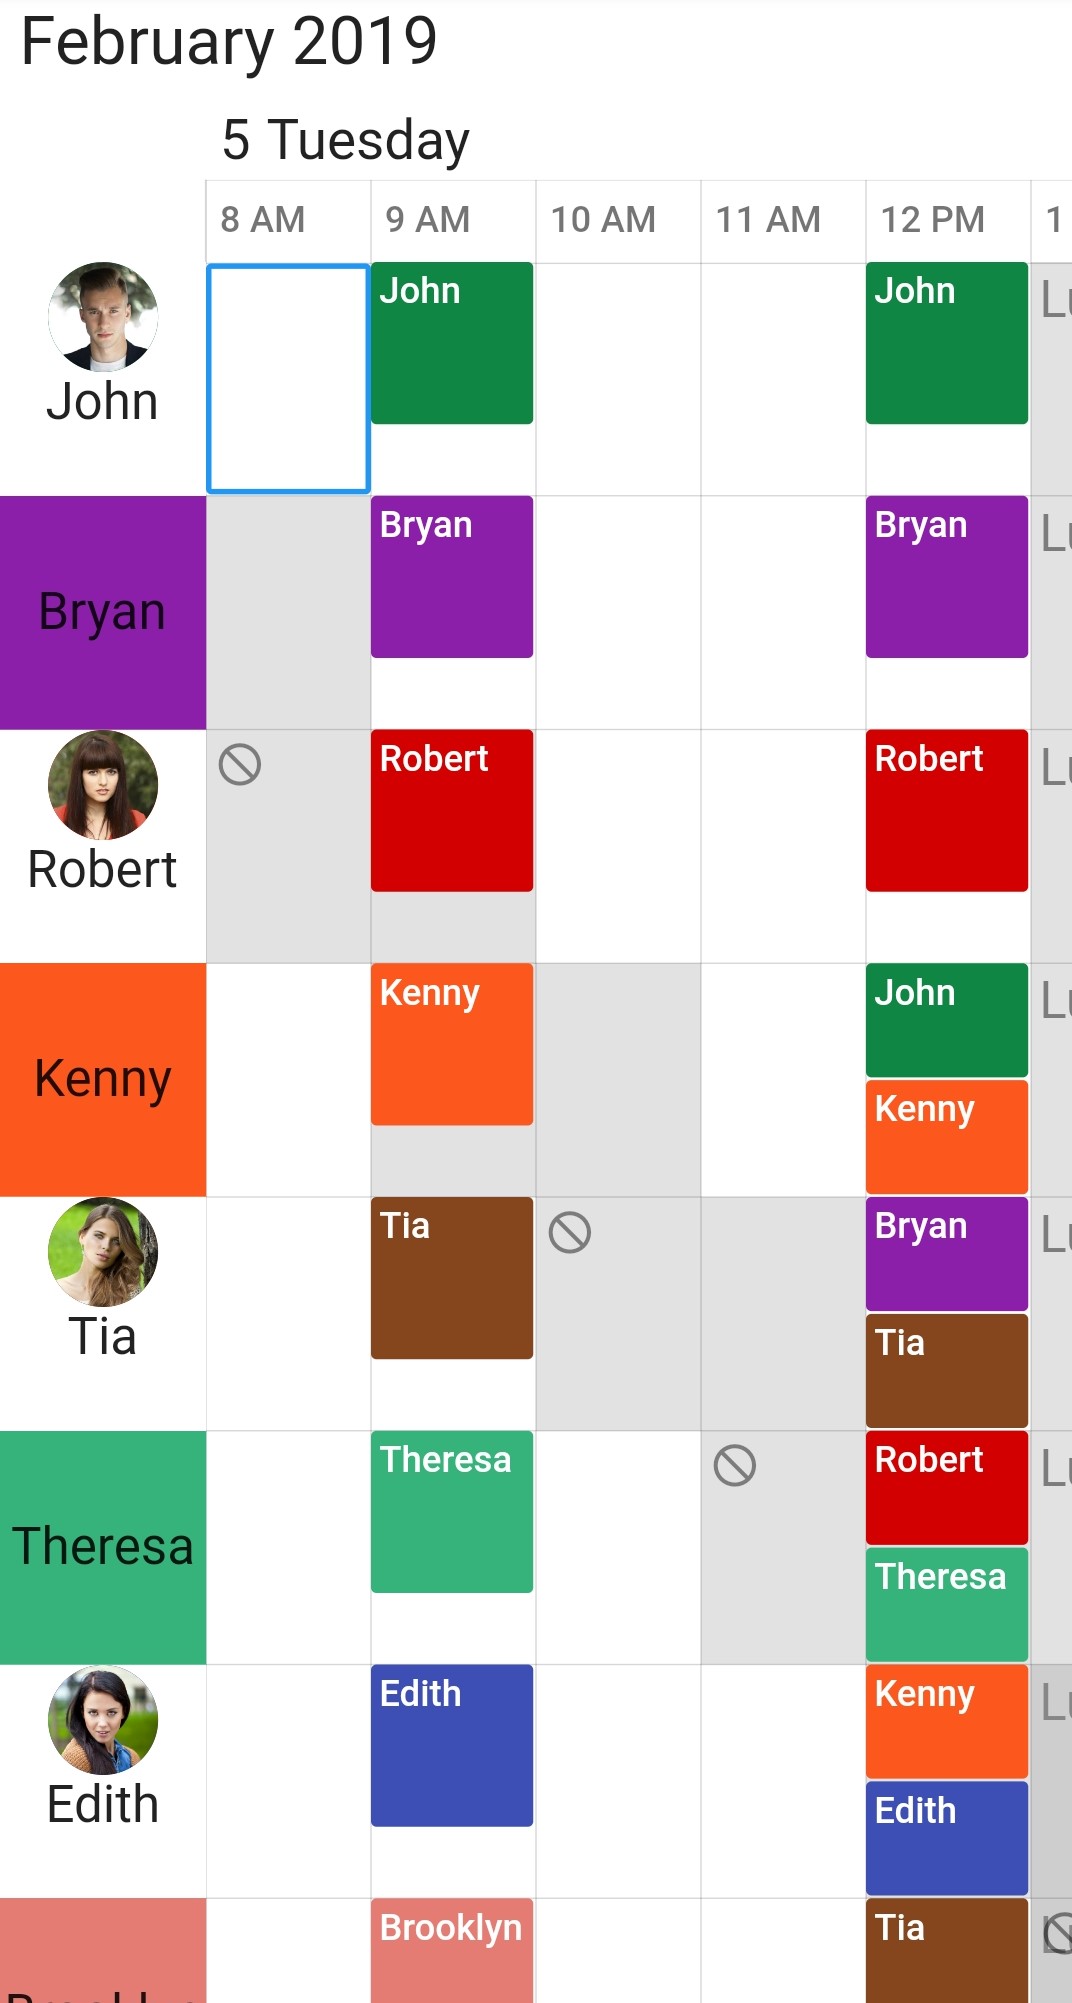 February 2019
5 Tuesday
8 AM 9 AM 10 AM 11 AM 12 PM 1
John John Lu
John
Bryan Bryan Lu
Bryan
Robert Robert Lu
Robert
Kenny John Lu
Kenny
Kenny
Tia Bryan Lu
Tia
Tia
Theresa Robert Lu
Theresa
Theresa
Edith Kenny Lu
Edith
Edith
Brooklyn Tia